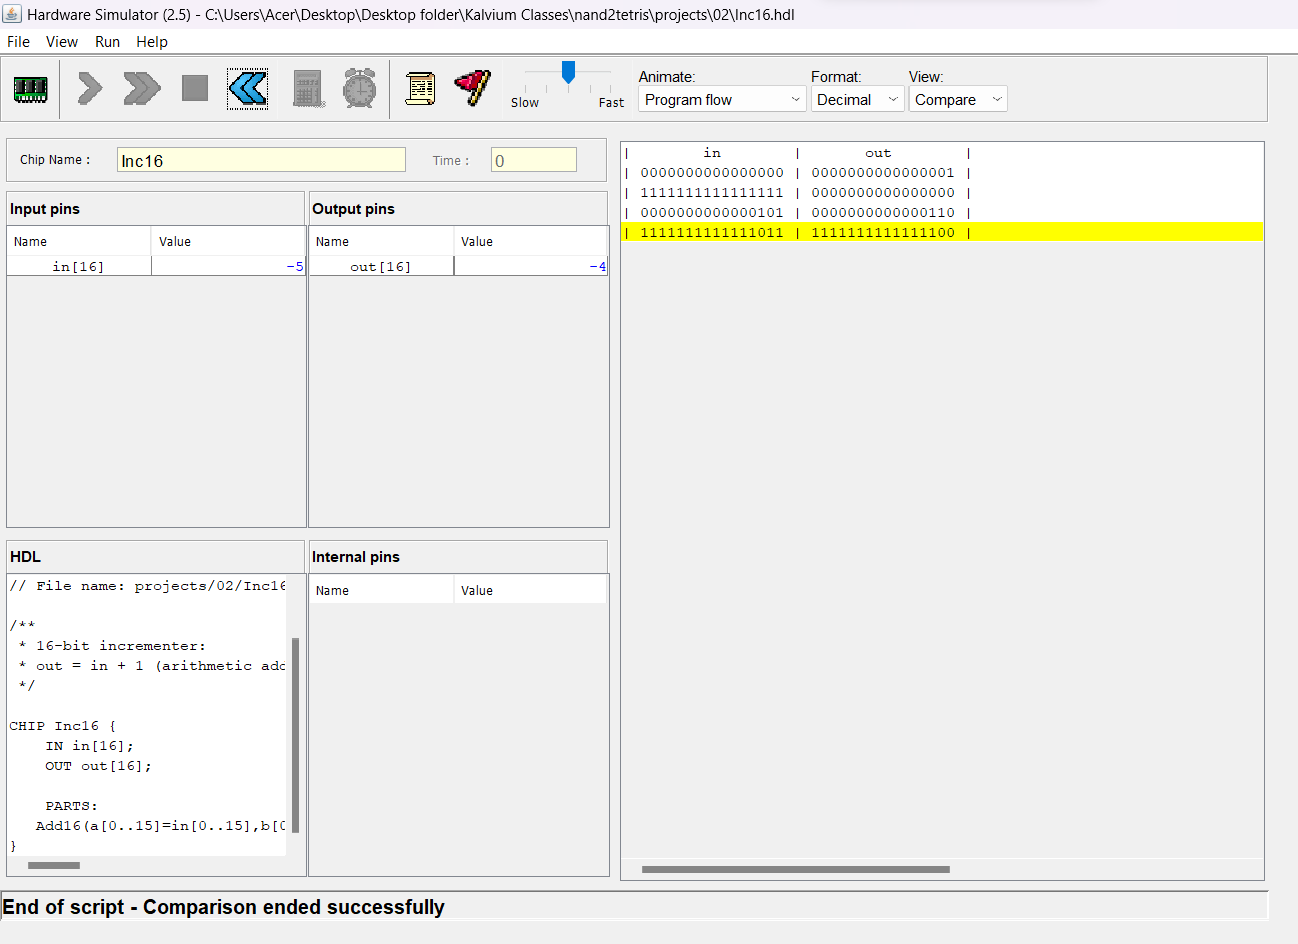 Hardware Simulator (2.5) - C:\Users\Acer\Desktop\Desktop folder\Kalvium Classes\nand2tetris\projects\02\Inc16.hdl
File View Run Help
Slow Fast
Animate: Format: View:
Program flow Decimal Compare
Chip Name : Inc16 Time : 0
Input pins
Name Value
in[16] -5
Output pins
Name Value
out[16] -4
| in | out |
| 0000000000000000 | 0000000000000001 |
| 1111111111111111 | 0000000000000000 |
| 0000000000000101 | 0000000000000110 |
| 1111111111111011 | 1111111111111100 |
HDL
// File name: projects/02/Inc16
/**
* 16-bit incrementer:
* out = in + 1 (arithmetic add
*/
CHIP Inc16 {
IN in[16];
OUT out[16];
PARTS:
Add16(a[0..15]=in[0..15],b[0
}
Internal pins
Name Value
End of script - Comparison ended successfully